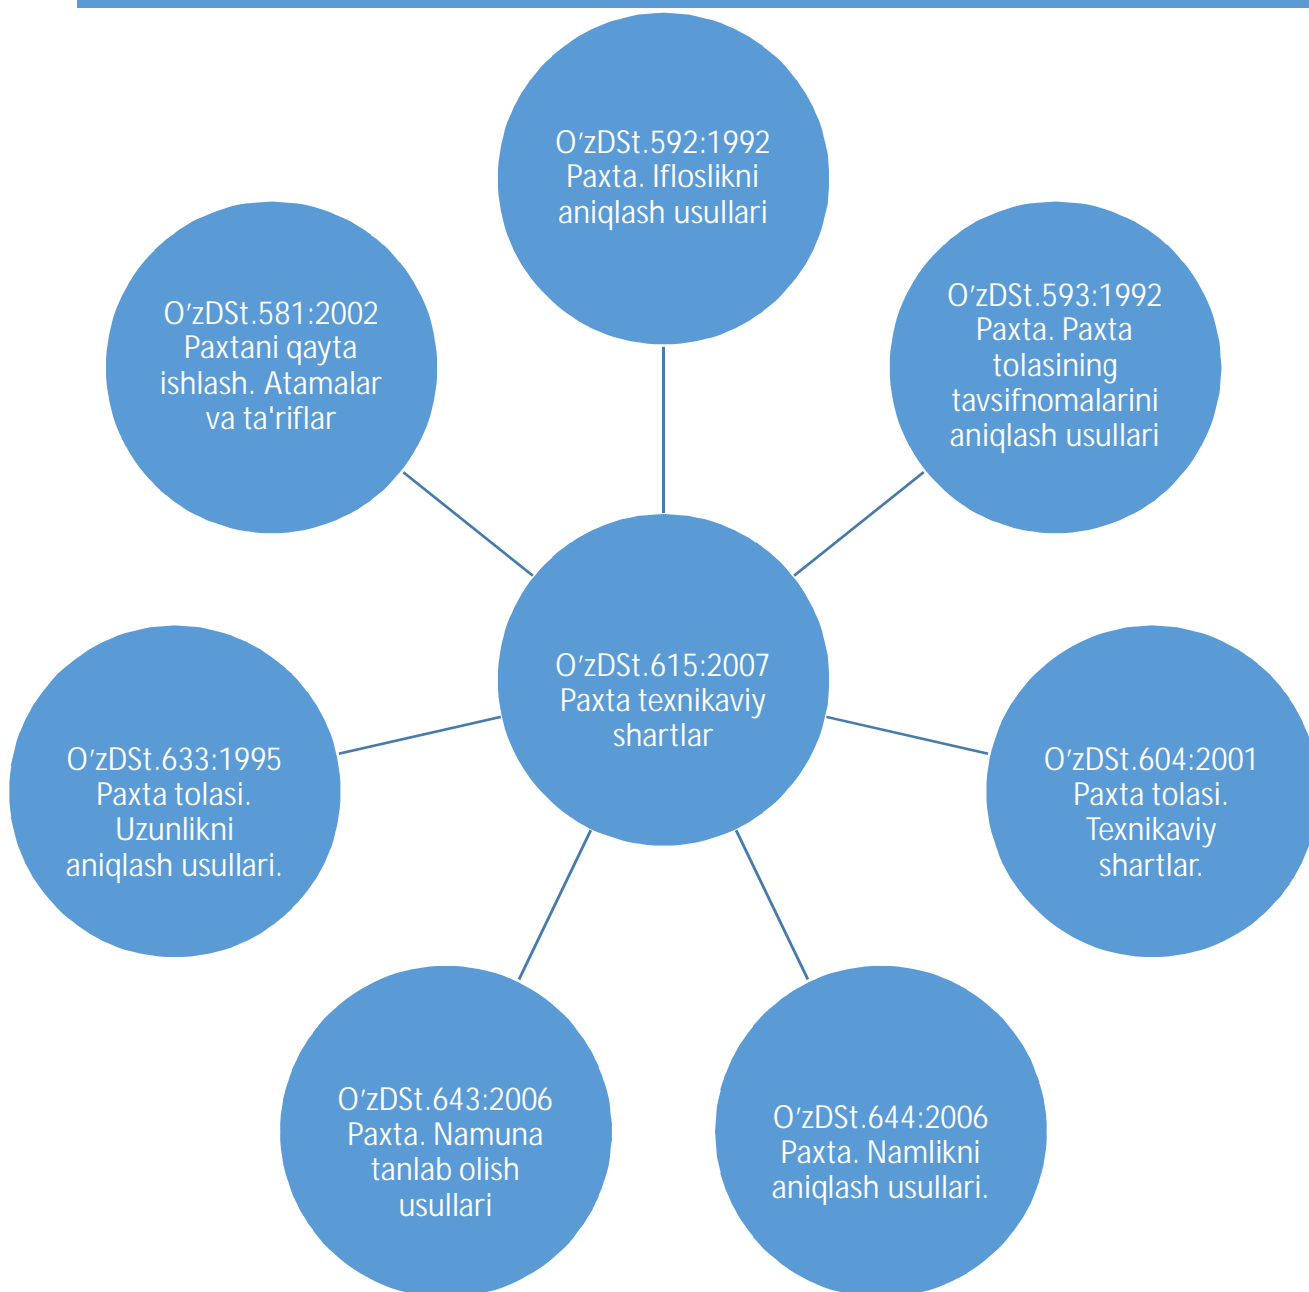 O'zDSt.592:1992
Paxta. Ifloslikni
aniqlash usullari
O'zDSt.593:1992
Paxta. Paxta
tolasining
tavsifnomalarini
aniqlash usullari
O'zDSt.604:2001
Paxta tolasi.
Texnikaviy
shartlar.
O'zDSt.644:2006
Paxta. Namlikni
aniqlash usullari.
O'zDSt.643:2006
Paxta. Namuna
tanlab olish
usullari
O'zDSt.633:1995
Paxta tolasi.
Uzunlikni
aniqlash usullari.
O'zDSt.581:2002
Paxtani qayta
ishlash. Atamalar
va ta'riflar
O'zDSt.615:2007
Paxta texnikaviy
shartlar